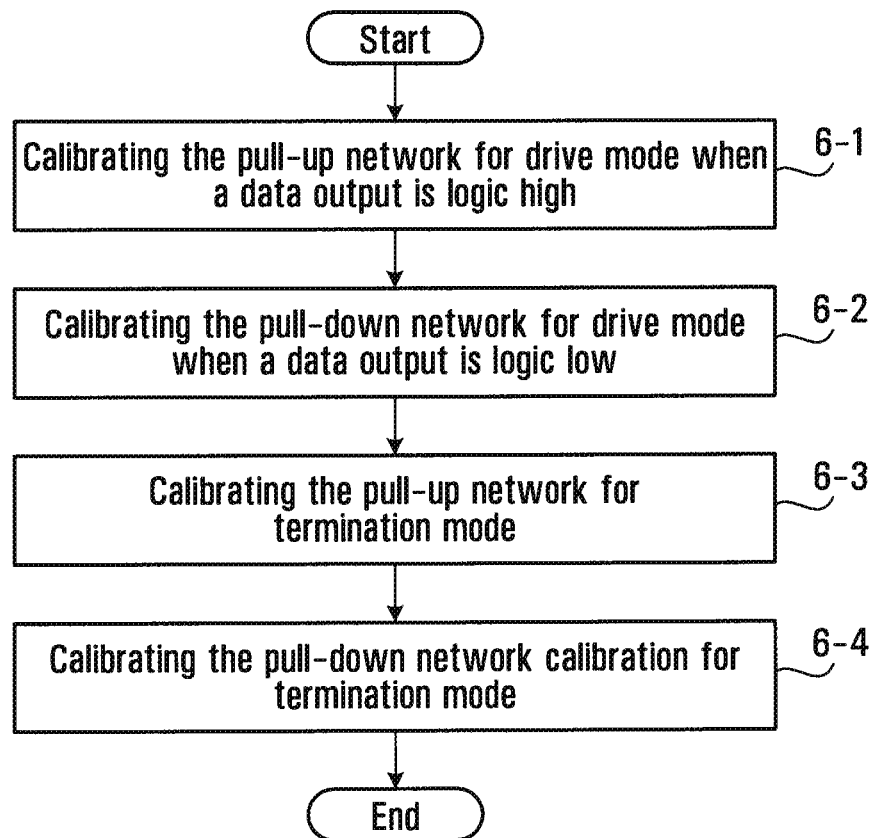 Start
Calibrating the pull-up network for drive mode when
a data output is logic high
6-1
Calibrating the pull-down network for drive mode
when a data output is logic low
6-2
Calibrating the pull-up network for
termination mode
6-3
Calibrating the pull-down network calibration for
termination mode
6-4
End